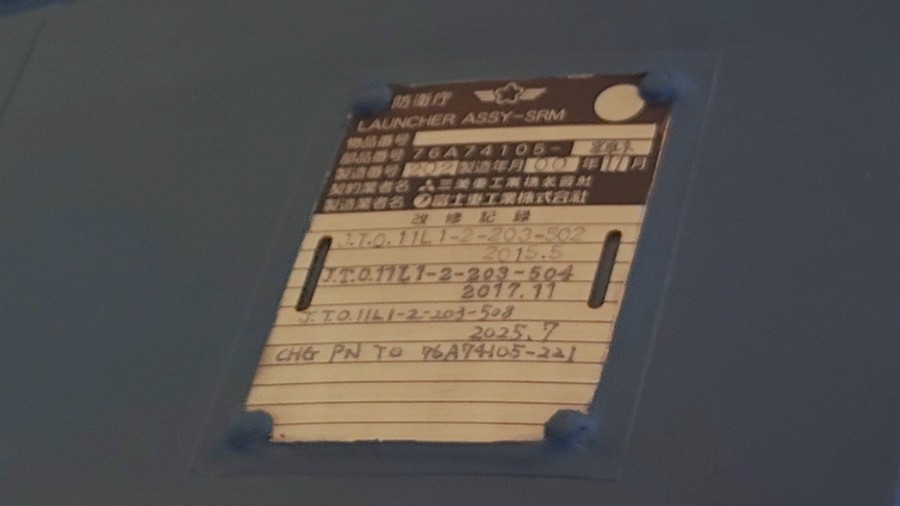 防衛庁
LAUNCHER ASSY-SRM
物品番号
部品番号 76A74105-
製造番号 202 製造年月 00 年 11 月
契約業者名 三菱重工業株式会社
製造業者名 富士重工業株式会社
改修記録
J.T.O.11L1-2-203-502
2015.5
J.T.O.11L1-2-203-504
2017.11
J.T.O.11L1-2-203-508
2025.7
CHG PN TO 76A74105-221